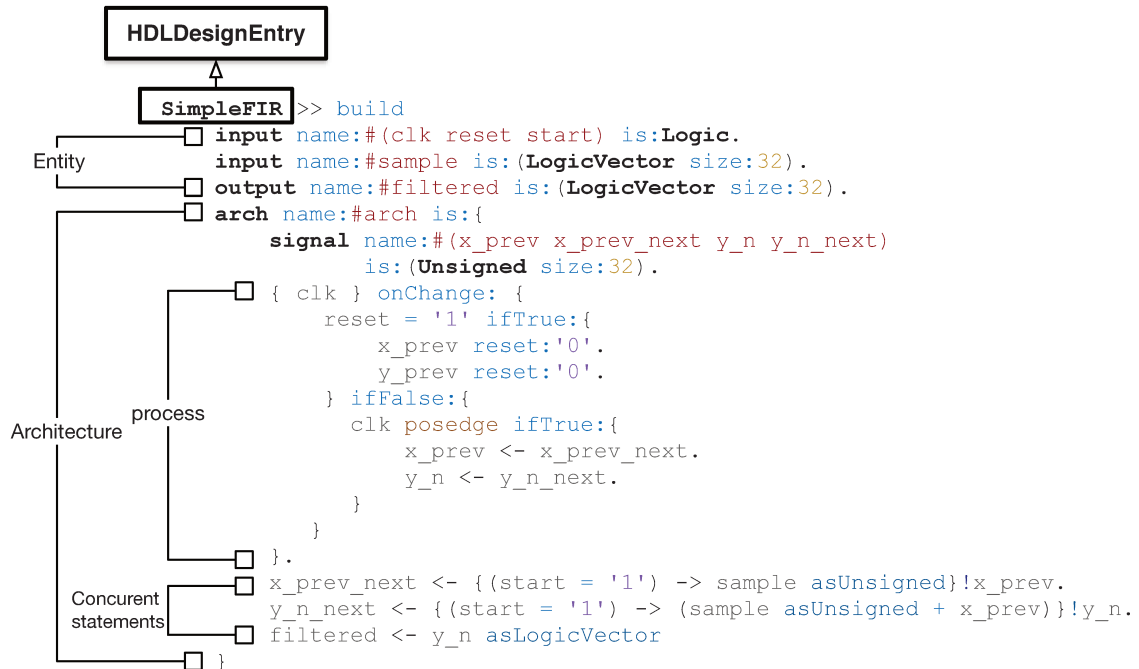 HDLDesignEntry
SimpleFIR >> build
input name:#(clk reset start) is:Logic.
Entity
input name:#sample is:(LogicVector size:32).
output name:#filtered is:(LogicVector size:32).
arch name:#arch is:{
signal name:#(x_prev x_prev_next y_n y_n_next)
is:(Unsigned size:32).
{ clk } onChange: {
reset = '1' ifTrue:{
x_prev reset:'0'.
y_prev reset:'0'.
} ifFalse:{
process
clk posedge ifTrue:{
Architecture
x_prev <- x_prev_next.
y_n <- y_n_next.
}
}
}.
x_prev_next <- {(start = '1') -> sample asUnsigned}!x_prev.
Concurent
statements
y_n_next <- {(start = '1') -> (sample asUnsigned + x_prev)}!y_n.
filtered <- y_n asLogicVector
}